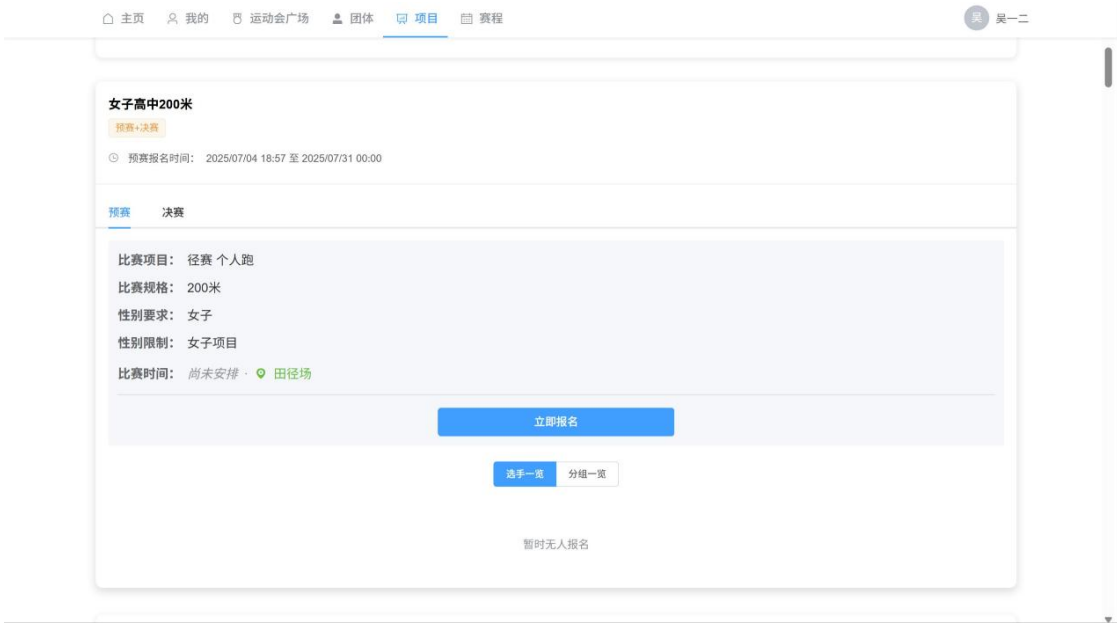 主页 我的 运动会广场 团体 项目 赛程 吴 吴一二
女子高中200米
预赛+决赛
预赛报名时间： 2025/07/04 18:57 至 2025/07/31 00:00
预赛 决赛
比赛项目： 径赛 个人跑
比赛规格： 200米
性别要求： 女子
性别限制： 女子项目
比赛时间： 尚未安排 · 田径场
立即报名
选手一览 分组一览
暂时无人报名